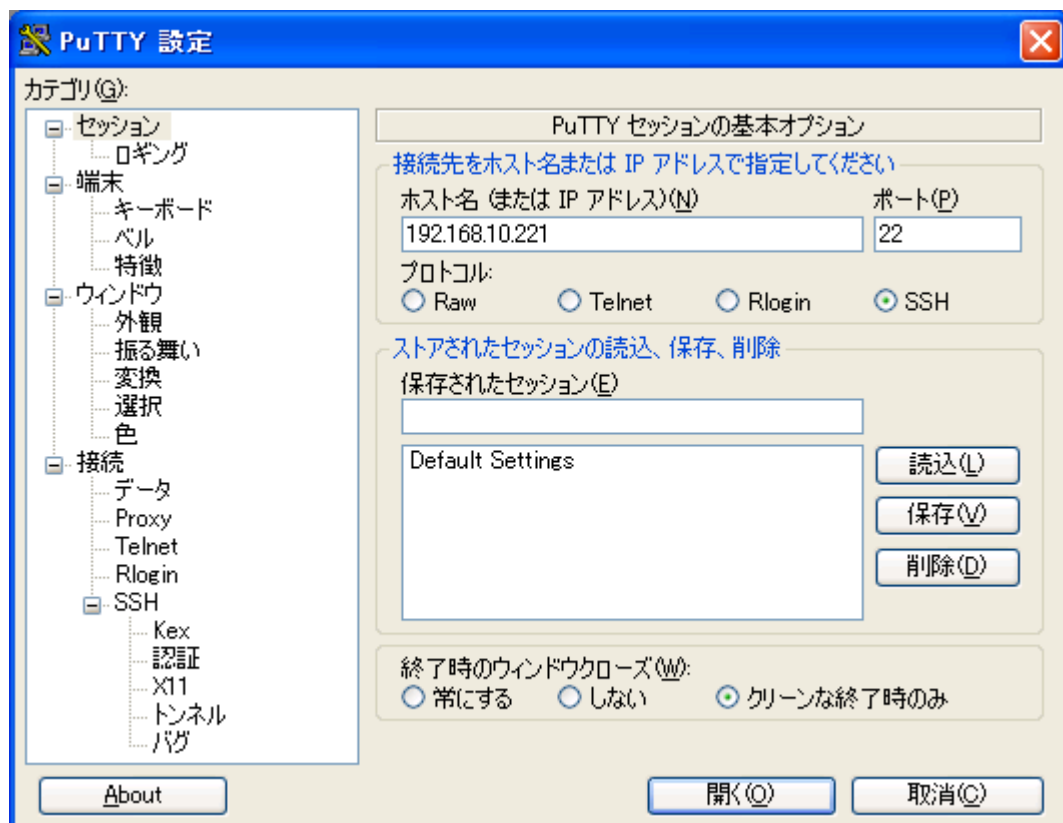 PuTTY 設定
カテゴリ(G):
セッション
ロギング
端末
キーボード
ベル
特徴
ウィンドウ
外観
振る舞い
変換
選択
色
接続
データ
Proxy
Telnet
Rlogin
SSH
Kex
認証
X11
トンネル
バグ
PuTTY セッションの基本オプション
接続先をホスト名または IP アドレスで指定してください
ホスト名 (または IP アドレス)(N) ポート(P)
192.168.10.221 22
プロトコル:
Raw Telnet Rlogin SSH
ストアされたセッションの読込、保存、削除
保存されたセッション(E)
Default Settings
読込(L)
保存(V)
削除(D)
終了時のウィンドウクローズ(W):
常にする しない クリーンな終了時のみ
About 開く(O) 取消(C)